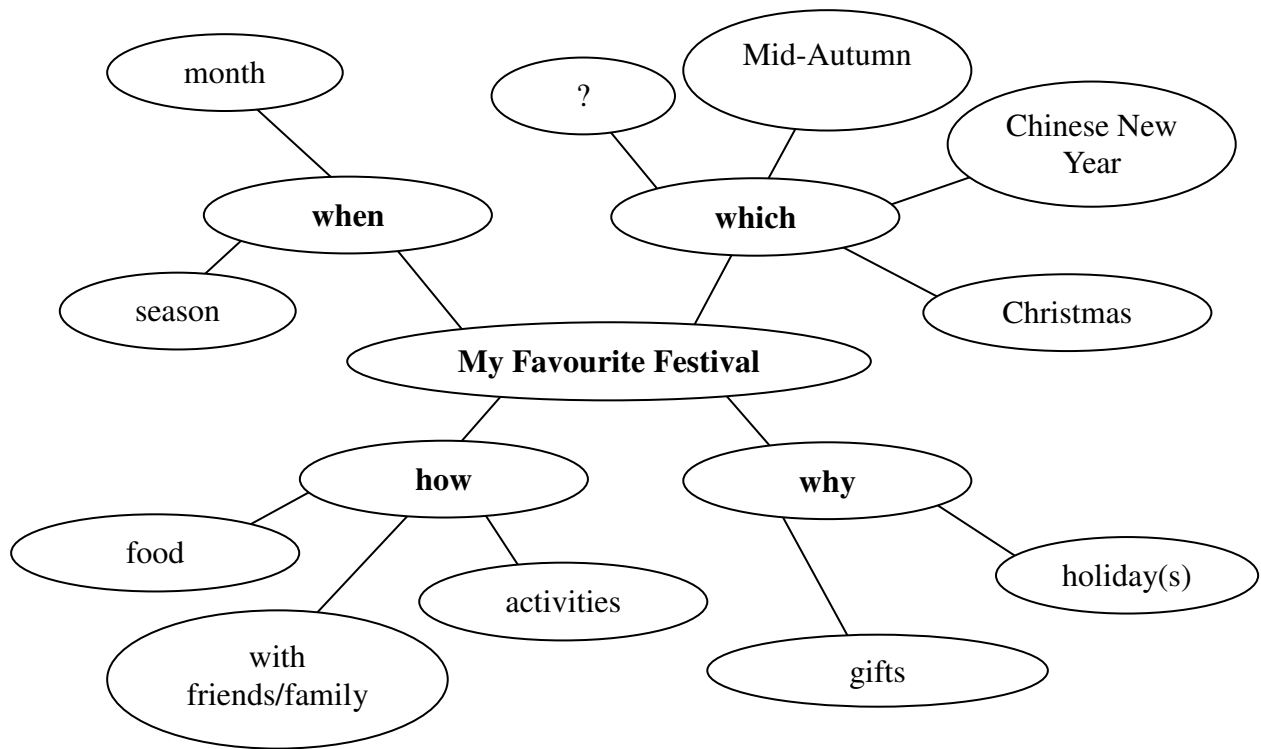 Mid-Autumn
month
?
Chinese New
Year
when
which
season
Christmas
My Favourite Festival
how
why
food
holiday(s)
activities
with
friends/family
gifts